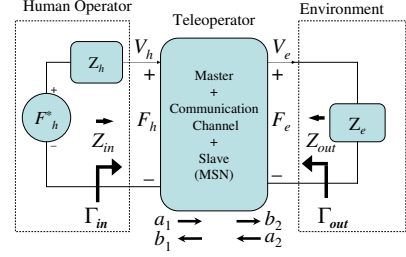 Human Operator
Teleoperator
Environment
Z_h
V_h
V_e
+
+
+
Master
+
Communication
Channel
+
Slave
(MSN)
F*_h
F_h
F_e
Z_e
Z_in
Z_out
−
−
−
Γ_in
Γ_out
a_1
b_2
b_1
a_2